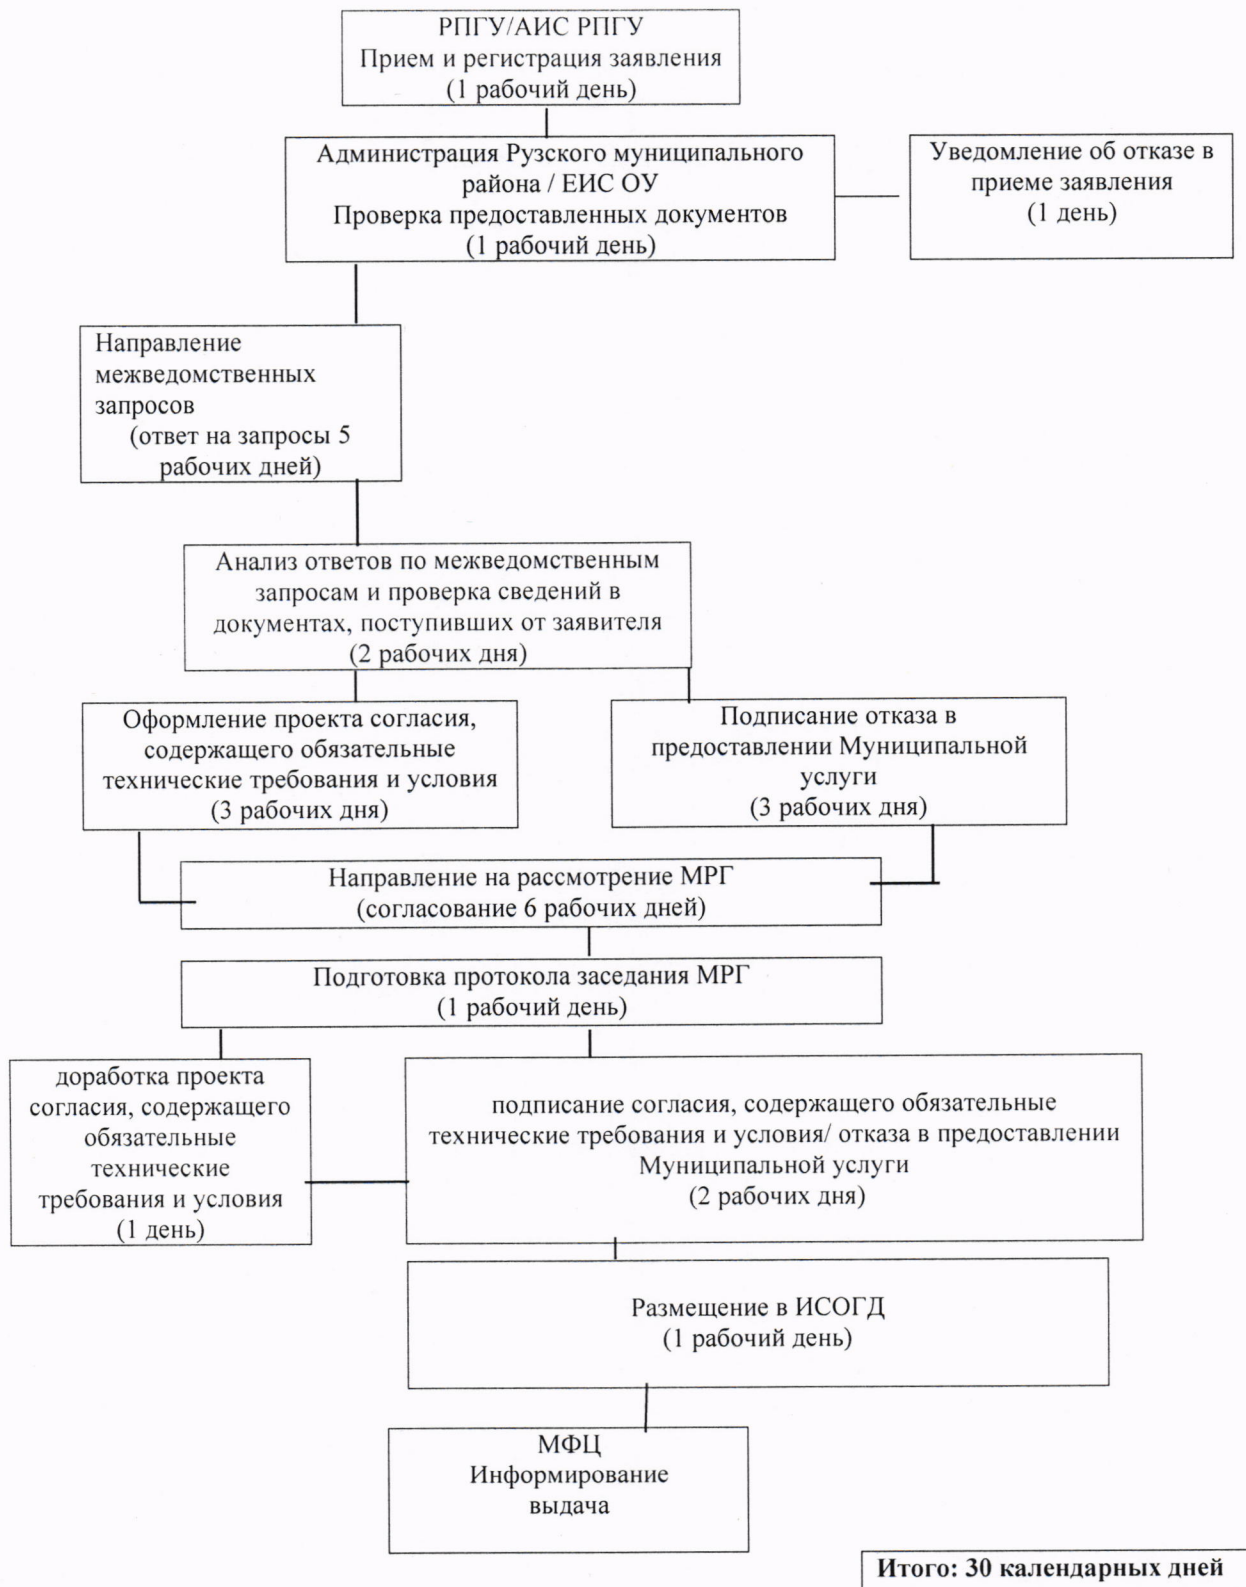 РПГУ/АИС РПГУ
Прием и регистрация заявления
(1 рабочий день)
Администрация Рузского муниципального
района / ЕИС ОУ
Проверка предоставленных документов
(1 рабочий день)
Уведомление об отказе в
приеме заявления
(1 день)
Направление
межведомственных
запросов
(ответ на запросы 5
рабочих дней)
Анализ ответов по межведомственным
запросам и проверка сведений в
документах, поступивших от заявителя
(2 рабочих дня)
Оформление проекта согласия,
содержащего обязательные
технические требования и условия
(3 рабочих дня)
Подписание отказа в
предоставлении Муниципальной
услуги
(3 рабочих дня)
Направление на рассмотрение МРГ
(согласование 6 рабочих дней)
Подготовка протокола заседания МРГ
(1 рабочий день)
доработка проекта
согласия, содержащего
обязательные
технические
требования и условия
(1 день)
подписание согласия, содержащего обязательные
технические требования и условия/ отказа в предоставлении
Муниципальной услуги
(2 рабочих дня)
Размещение в ИСОГД
(1 рабочий день)
МФЦ
Информирование
выдача
Итого: 30 календарных дней